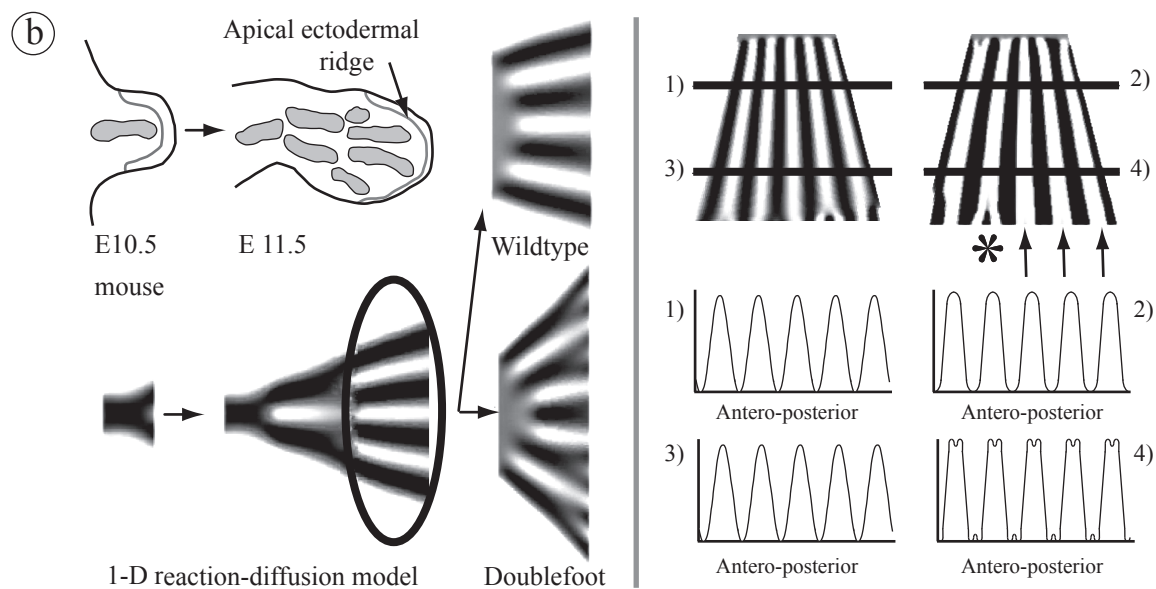 b
Apical ectodermal
ridge
E10.5
mouse
E 11.5
Wildtype
1-D reaction-diffusion model
Doublefoot
1)
2)
3)
4)
*
1)
Antero-posterior
2)
Antero-posterior
3)
Antero-posterior
4)
Antero-posterior